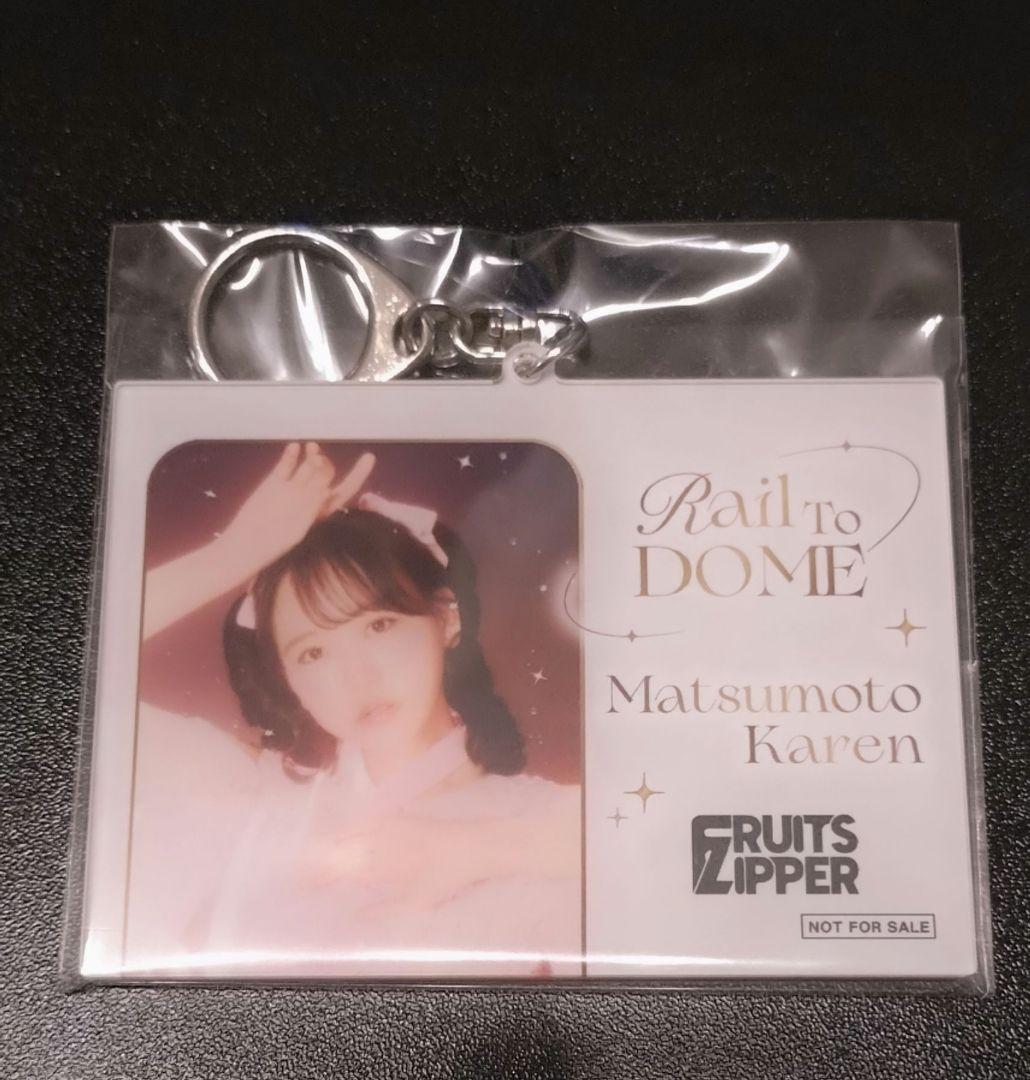 Rail To
DOME
Matsumoto
Karen
FRUITS
ZIPPER
NOT FOR SALE